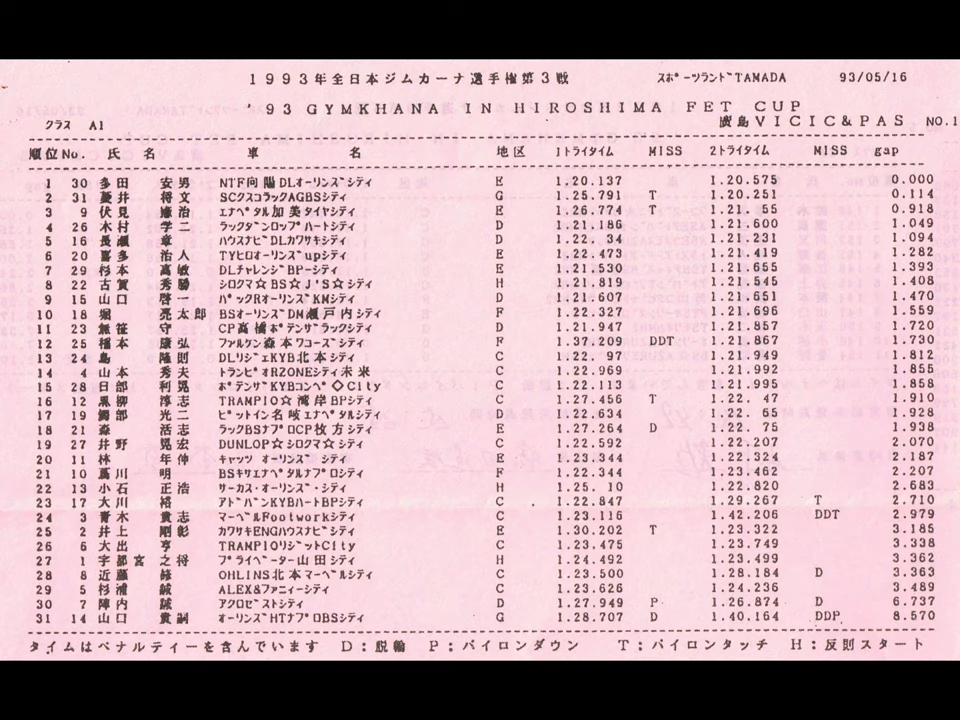 1993年全日本ジムカーナ選手権第3戦 スポーツランドTAMADA 93/05/16
'93 GYMKHANA IN HIROSHIMA FET CUP
クラス A1 廣島VICIC&PAS NO.1
順位 No. 氏名 車名 地区 1トライタイム MISS 2トライタイム MISS gap
1 30 多田 安男 NTF向陽DLオーリンズシティ E 1.20.137 1.20.575 0.000
2 31 菱井 将文 SCクスコラックAGBSシティ G 1.25.791 T 1.20.251 0.114
3 9 伏見 雄治 エナペタル加美タイヤシティ E 1.26.774 T 1.21. 55 0.918
4 26 木村 学二 ラックダンロップハートシティ D 1.21.186 1.21.600 1.049
5 16 長瀬 章 ハウスナビDLカワサキシティ D 1.22. 34 1.21.231 1.094
6 20 喜多 治人 TYヒロオーリンズupシティ E 1.22.473 1.21.419 1.282
7 29 杉本 高敏 DLチャレンジBPーシティ E 1.21.530 1.21.655 1.393
8 22 古賀 秀勝 シロクマ☆BS☆J'S☆シティ H 1.21.819 1.21.545 1.408
9 15 山口 啓一 パックRオーリンズKMシティ D 1.21.607 1.21.651 1.470
10 18 堀 亮太郎 BSオーリンズDM瀬戸内シティ F 1.22.327 1.21.696 1.559
11 23 無笹 守 CP高橋ポテンザラックシティ D 1.21.947 1.21.857 1.720
12 25 稲本 康弘 ファルケン森本ワコーズシティ F 1.37.209 DDT 1.21.867 1.730
13 24 島 隆則 DLリジェKYB北本シティ C 1.22. 97 1.21.949 1.812
14 4 山本 秀夫 トランピオRZONEシティ未来 C 1.22.969 1.21.992 1.855
15 28 日部 利晃 ポテンザKYBコンペ◇City C 1.22.113 1.21.995 1.858
16 12 黒柳 淳志 TRAMPIO☆湾岸BPシティ C 1.27.456 T 1.22. 47 1.910
17 19 部 光二 ピットイン名岐エナペタルシティ D 1.22.634 1.22. 65 1.928
18 21 森 活志 ラックBSナプロCP枚方シティ E 1.27.264 D 1.22. 75 1.938
19 27 井野 晃宏 DUNLOP☆シロクマ☆シティ C 1.22.592 1.22.207 2.070
20 11 林 年伸 キャッツ オーリンズシティ E 1.23.344 1.22.324 2.187
21 10 蔦川 明 BSキサエナペタルナプロシティ F 1.22.344 1.23.462 2.207
22 13 小石 正浩 サーカス・オーリンズ・シティ H 1.25. 10 1.22.820 2.683
23 17 大川 裕 アドバンKYBハートBPシティ C 1.22.847 1.29.267 T 2.710
24 3 青木 貴志 マーベルFootworkシティ C 1.23.116 1.42.206 DDT 2.979
25 2 井上 剛彰 カワサキENGハウスナビシティ E 1.30.202 T 1.23.322 3.185
26 6 大出 亨 TRAMPIOリジットCity C 1.23.475 1.23.749 3.338
27 1 宇都宮 之将 プライベーター山田シティ H 1.24.492 1.23.499 3.362
28 8 近藤 修 OHLINS北本マーベルシティ C 1.23.500 1.28.184 D 3.363
29 5 杉浦 誠 ALEX&ファニィーシティ C 1.23.626 1.24.236 3.489
30 7 陣内 誠 アクロビストシティ D 1.27.949 P 1.26.874 D 6.737
31 14 山口 貴嗣 オーリンズHTナプロBSシティ G 1.28.707 D 1.40.164 DDP 8.570
タイムはペナルティーを含んでいます D:脱輪 P:パイロンダウン T:パイロンタッチ H:反則スタート